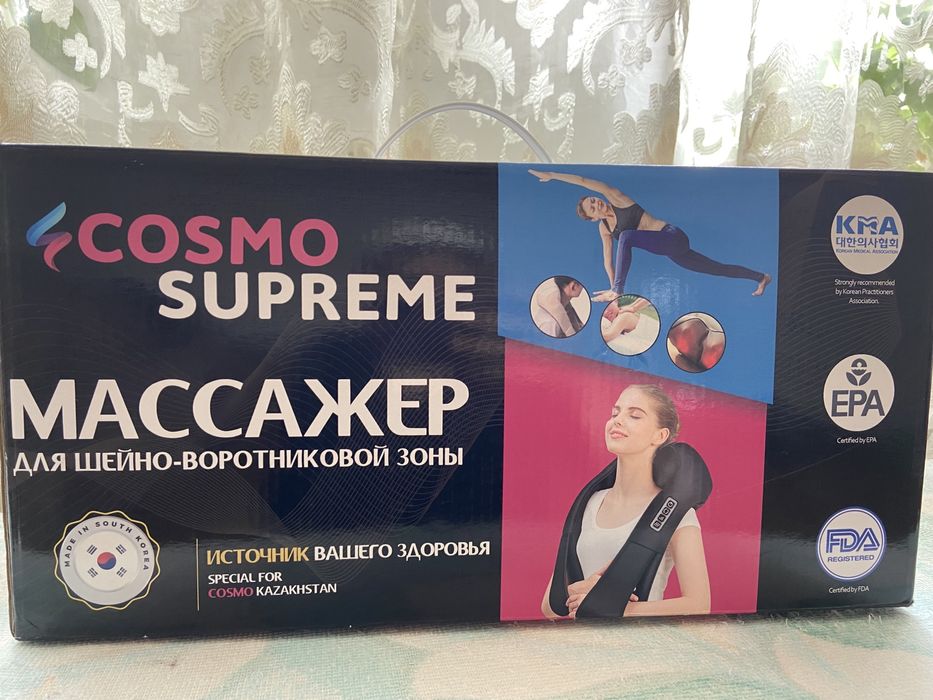 COSMO
SUPREME
МАССАЖЕР
ДЛЯ ШЕЙНО-ВОРОТНИКОВОЙ ЗОНЫ
MADE IN SOUTH KOREA
ИСТОЧНИК ВАШЕГО ЗДОРОВЬЯ
SPECIAL FOR
COSMO KAZAKHSTAN
KMA
대한의사협회
KOREAN MEDICAL ASSOCIATION
Strongly recommended
by Korean Practitioners
Association.
EPA
Certified by EPA
FDA
REGISTERED
Certified by FDA